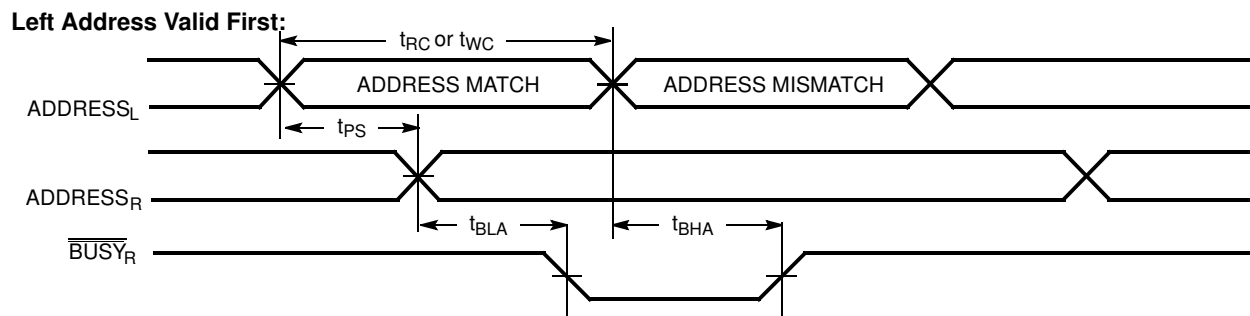 Left Address Valid First:
tRC or tWC
ADDRESS MATCH
ADDRESS MISMATCH
ADDRESSL
tPS
ADDRESSR
tBLA
tBHA
BUSYR